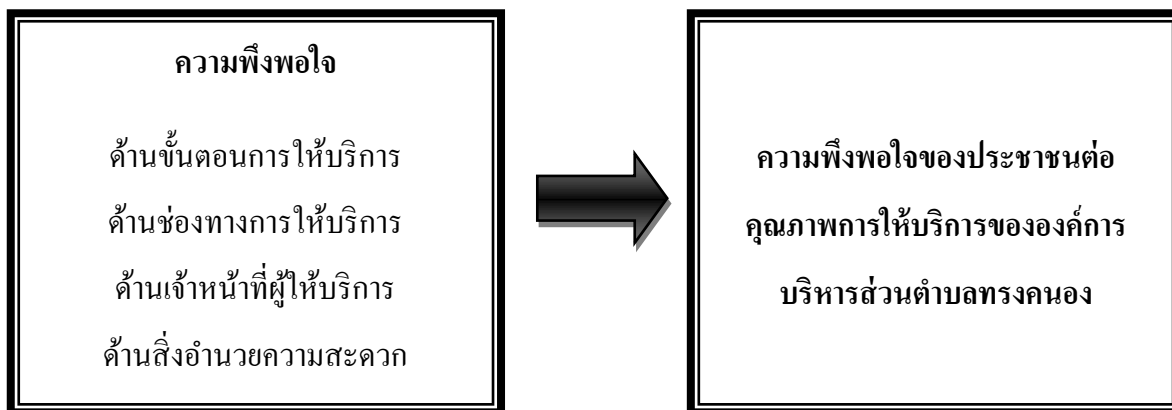 ความพึงพอใจ
ด้านขั้นตอนการให้บริการ
ด้านช่องทางการให้บริการ
ด้านเจ้าหน้าที่ผู้ให้บริการ
ด้านสิ่งอำนวยความสะดวก
ความพึงพอใจของประชาชนต่อ
คุณภาพการให้บริการขององค์การ
บริหารส่วนตำบลทรงคนอง